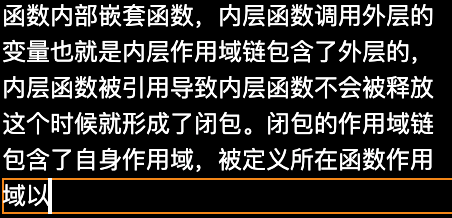 函数内部嵌套函数，内层函数调用外层的
变量也就是内层作用域链包含了外层的，
内层函数被引用导致内层函数不会被释放
这个时候就形成了闭包。闭包的作用域链
包含了自身作用域，被定义所在函数作用
域以